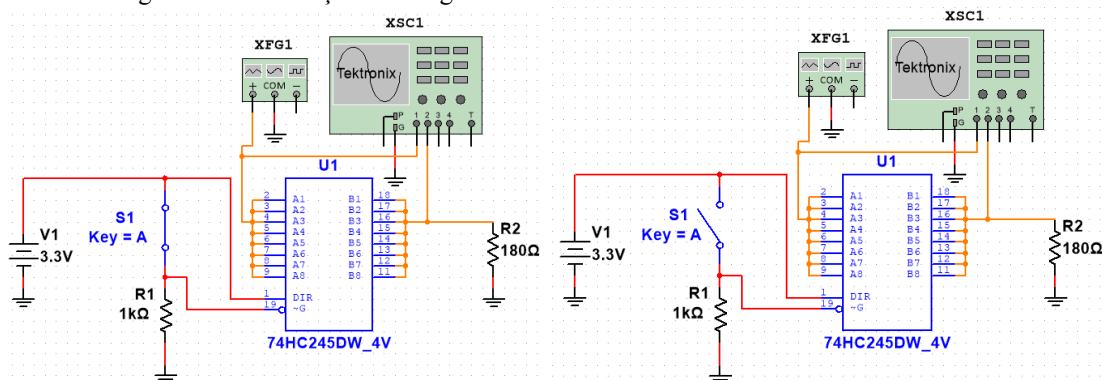 XSC1
XFG1
Tektronix
+ COM −
P
G
1 2 3 4 T
U1
2 A1 B1 18
3 A2 B2 17
4 A3 B3 16
5 A4 B4 15
6 A5 B5 14
7 A6 B6 13
8 A7 B7 12
9 A8 B8 11
1 DIR
19 ~G
74HC245DW_4V
S1
Key = A
V1
3.3V
R1
1kΩ
R2
180Ω
XSC1
XFG1
Tektronix
+ COM −
P
G
1 2 3 4 T
U1
2 A1 B1 18
3 A2 B2 17
4 A3 B3 16
5 A4 B4 15
6 A5 B5 14
7 A6 B6 13
8 A7 B7 12
9 A8 B8 11
1 DIR
19 ~G
74HC245DW_4V
S1
Key = A
V1
3.3V
R1
1kΩ
R2
180Ω